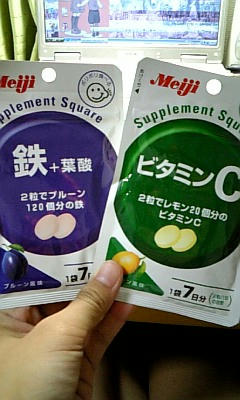 Meiji
Supplement Square
鉄+葉酸
2粒でプルーン
120個分の鉄
1袋7日
プルーン風味
Meiji
Supplement Square
ビタミンC
2粒でレモン20個分の
ビタミンC
1袋7日分